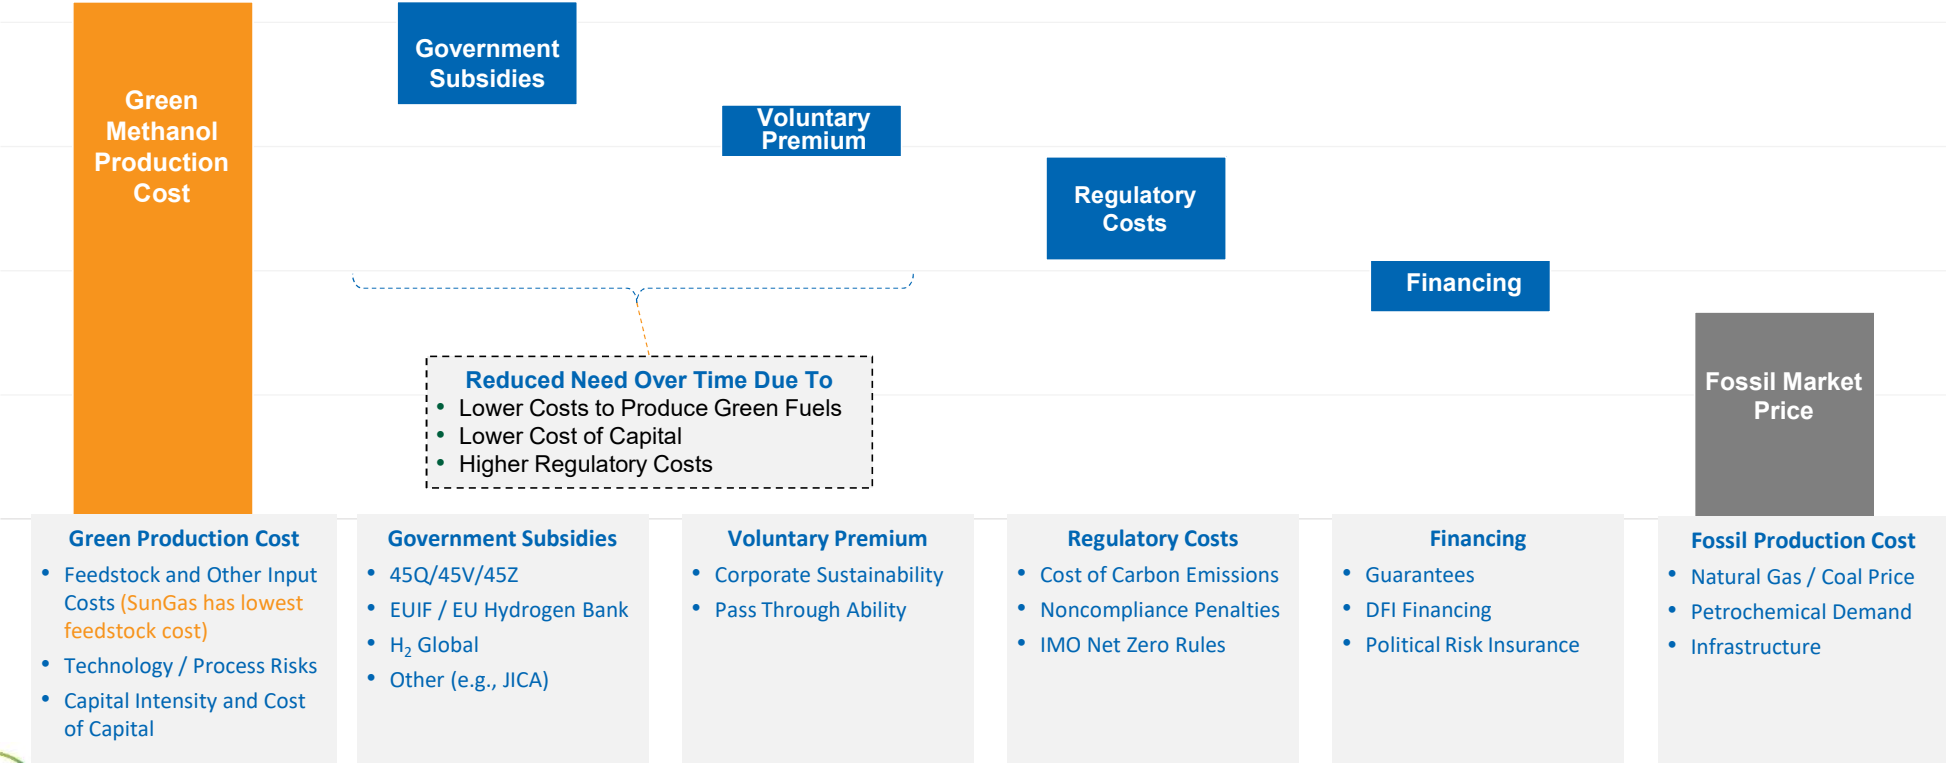 Green
Methanol
Production
Cost
Government
Subsidies
Voluntary
Premium
Regulatory
Costs
Financing
Fossil Market
Price
Reduced Need Over Time Due To
• Lower Costs to Produce Green Fuels
• Lower Cost of Capital
• Higher Regulatory Costs
Green Production Cost
• Feedstock and Other Input
Costs (SunGas has lowest
feedstock cost)
• Technology / Process Risks
• Capital Intensity and Cost
of Capital
Government Subsidies
• 45Q/45V/45Z
• EUIF / EU Hydrogen Bank
• H₂ Global
• Other (e.g., JICA)
Voluntary Premium
• Corporate Sustainability
• Pass Through Ability
Regulatory Costs
• Cost of Carbon Emissions
• Noncompliance Penalties
• IMO Net Zero Rules
Financing
• Guarantees
• DFI Financing
• Political Risk Insurance
Fossil Production Cost
• Natural Gas / Coal Price
• Petrochemical Demand
• Infrastructure